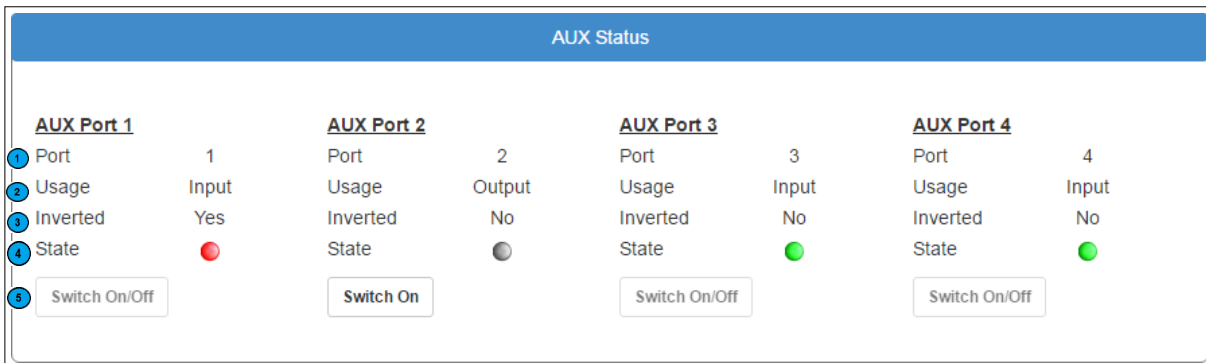 AUX Status
AUX Port 1 AUX Port 2 AUX Port 3 AUX Port 4
1 Port 1 Port 2 Port 3 Port 4
2 Usage Input Usage Output Usage Input Usage Input
3 Inverted Yes Inverted No Inverted No Inverted No
4 State State State State
5 Switch On/Off Switch On Switch On/Off Switch On/Off